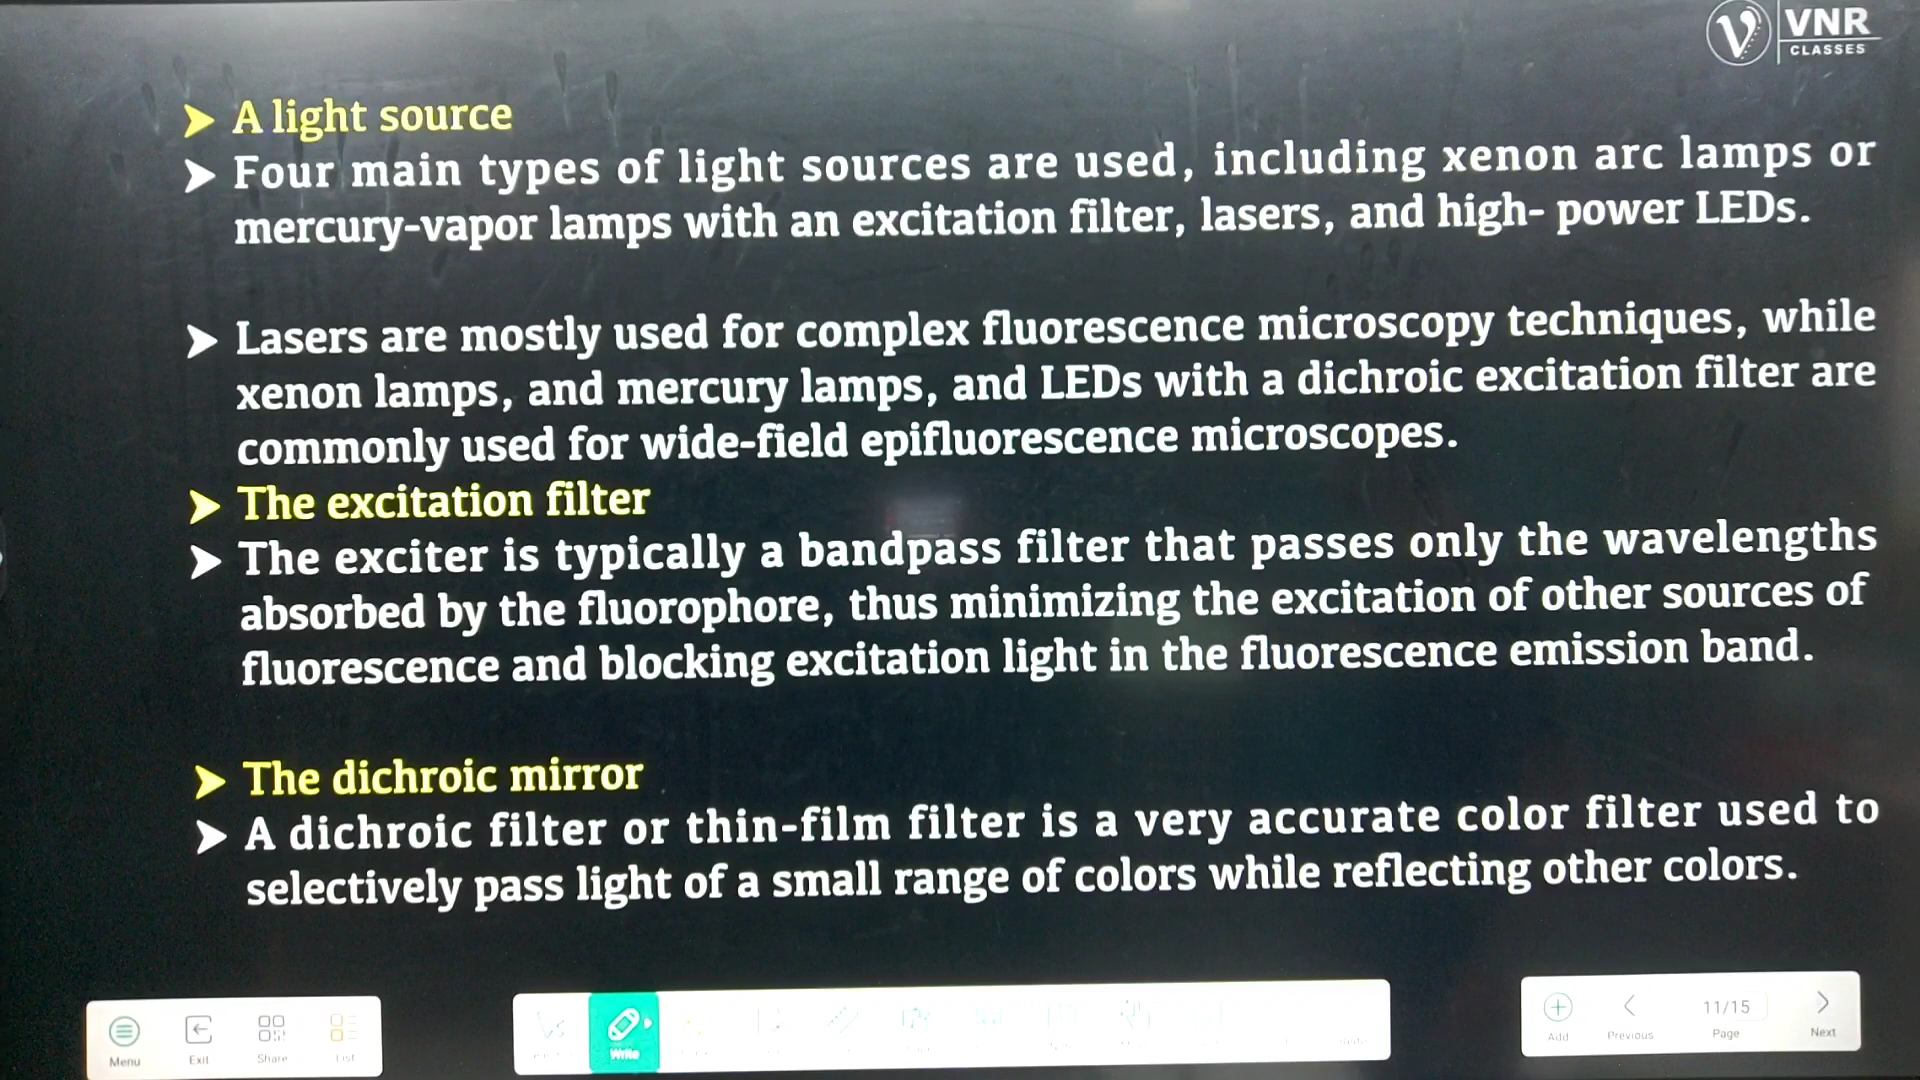 VNR
CLASSES
➤ A light source
➤ Four main types of light sources are used, including xenon arc lamps or
mercury-vapor lamps with an excitation filter, lasers, and high- power LEDs.
➤ Lasers are mostly used for complex fluorescence microscopy techniques, while
xenon lamps, and mercury lamps, and LEDs with a dichroic excitation filter are
commonly used for wide-field epifluorescence microscopes.
➤ The excitation filter
➤ The exciter is typically a bandpass filter that passes only the wavelengths
absorbed by the fluorophore, thus minimizing the excitation of other sources of
fluorescence and blocking excitation light in the fluorescence emission band.
➤ The dichroic mirror
➤ A dichroic filter or thin-film filter is a very accurate color filter used to
selectively pass light of a small range of colors while reflecting other colors.
Menu Exit Share List Write Add Previous 11/15 Page Next